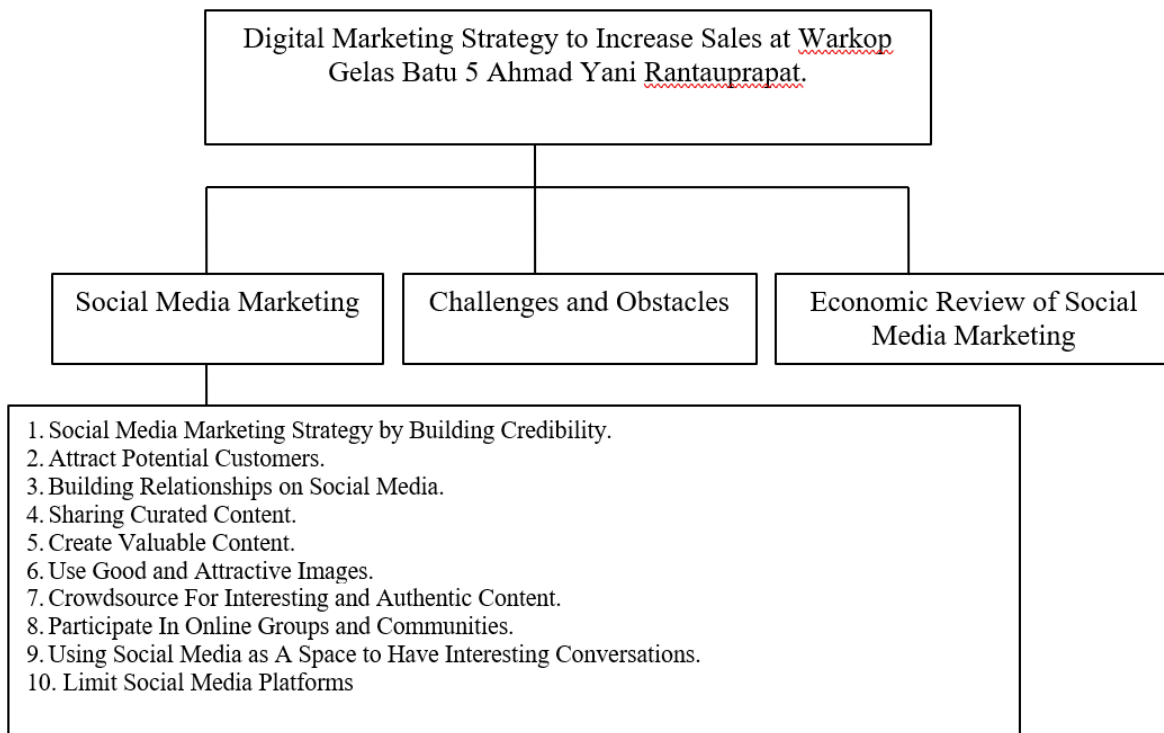 Digital Marketing Strategy to Increase Sales at Warkop
Gelas Batu 5 Ahmad Yani Rantauprapat.
Social Media Marketing
Challenges and Obstacles
Economic Review of Social
Media Marketing
1. Social Media Marketing Strategy by Building Credibility.
2. Attract Potential Customers.
3. Building Relationships on Social Media.
4. Sharing Curated Content.
5. Create Valuable Content.
6. Use Good and Attractive Images.
7. Crowdsource For Interesting and Authentic Content.
8. Participate In Online Groups and Communities.
9. Using Social Media as A Space to Have Interesting Conversations.
10. Limit Social Media Platforms